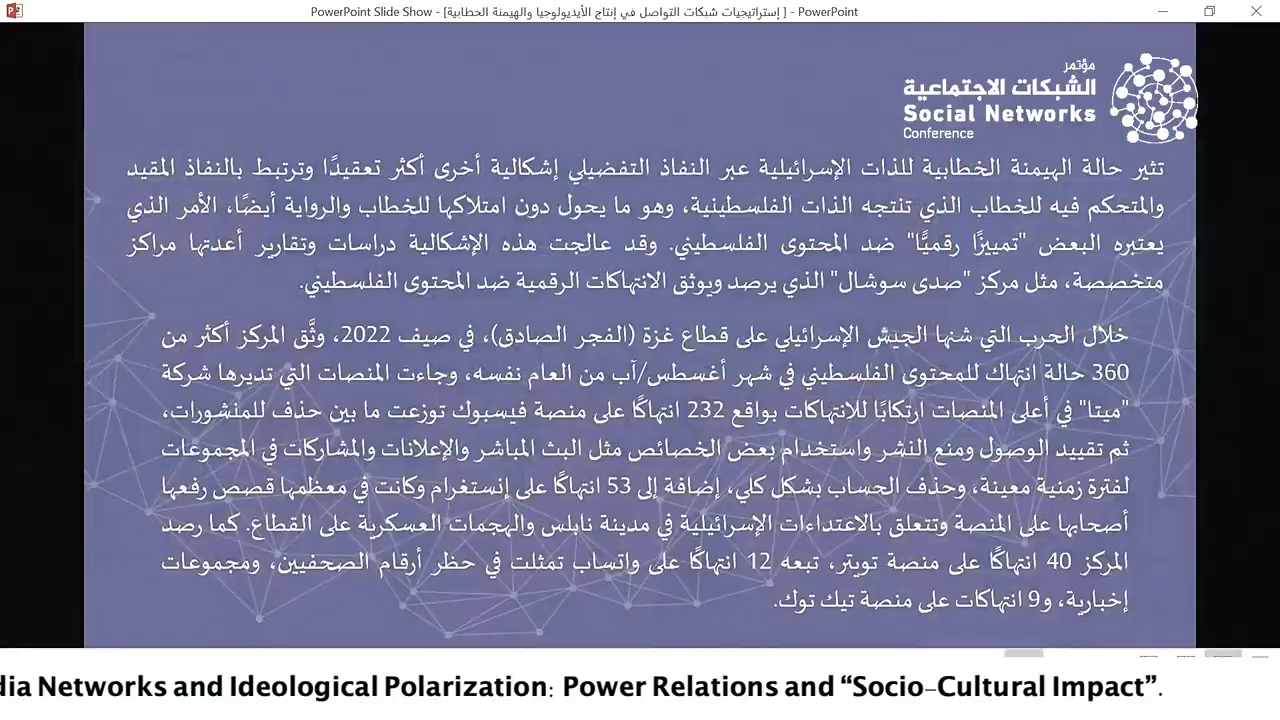 PowerPoint Slide Show - [إستراتيجيات شبكات التواصل في إنتاج الأيديولوجيا والهيمنة الخطابية ] - PowerPoint
مؤتمر
الشبكات الاجتماعية
Social Networks
Conference
تثير حالة الهيمنة الخطابية للذات الإسرائيلية عبر النفاذ التفضيلي إشكالية أخرى أكثر تعقيدًا وترتبط بالنفاذ المقيد
والمتحكم فيه للخطاب الذي تنتجه الذات الفلسطينية، وهو ما يحول دون امتلاكها للخطاب والرواية أيضًا، الأمر الذي
يعتبره البعض "تمييزًا رقميًّا" ضد المحتوى الفلسطيني. وقد عالجت هذه الإشكالية دراسات وتقارير أعدتها مراكز
متخصصة، مثل مركز "صدى سوشال" الذي يرصد ويوثق الانتهاكات الرقمية ضد المحتوى الفلسطيني.
خلال الحرب التي شنها الجيش الإسرائيلي على قطاع غزة (الفجر الصادق)، في صيف 2022، وثَّق المركز أكثر من
360 حالة انتهاك للمحتوى الفلسطيني في شهر أغسطس/آب من العام نفسه، وجاءت المنصات التي تديرها شركة
"ميتا" في أعلى المنصات ارتكابًا للانتهاكات بواقع 232 انتهاكًا على منصة فيسبوك توزعت ما بين حذف للمنشورات،
ثم تقييد الوصول ومنع النشر واستخدام بعض الخصائص مثل البث المباشر والإعلانات والمشاركات في المجموعات
لفترة زمنية معينة، وحذف الحساب بشكل كلي، إضافة إلى 53 انتهاكًا على إنستغرام وكانت في معظمها قصص رفعها
أصحابها على المنصة وتتعلق بالاعتداءات الإسرائيلية في مدينة نابلس والهجمات العسكرية على القطاع. كما رصد
المركز 40 انتهاكًا على منصة تويتر، تبعه 12 انتهاكًا على واتساب تمثلت في حظر أرقام الصحفيين، ومجموعات
إخبارية، و9 انتهاكات على منصة تيك توك.
dia Networks and Ideological Polarization: Power Relations and “Socio-Cultural Impact”.